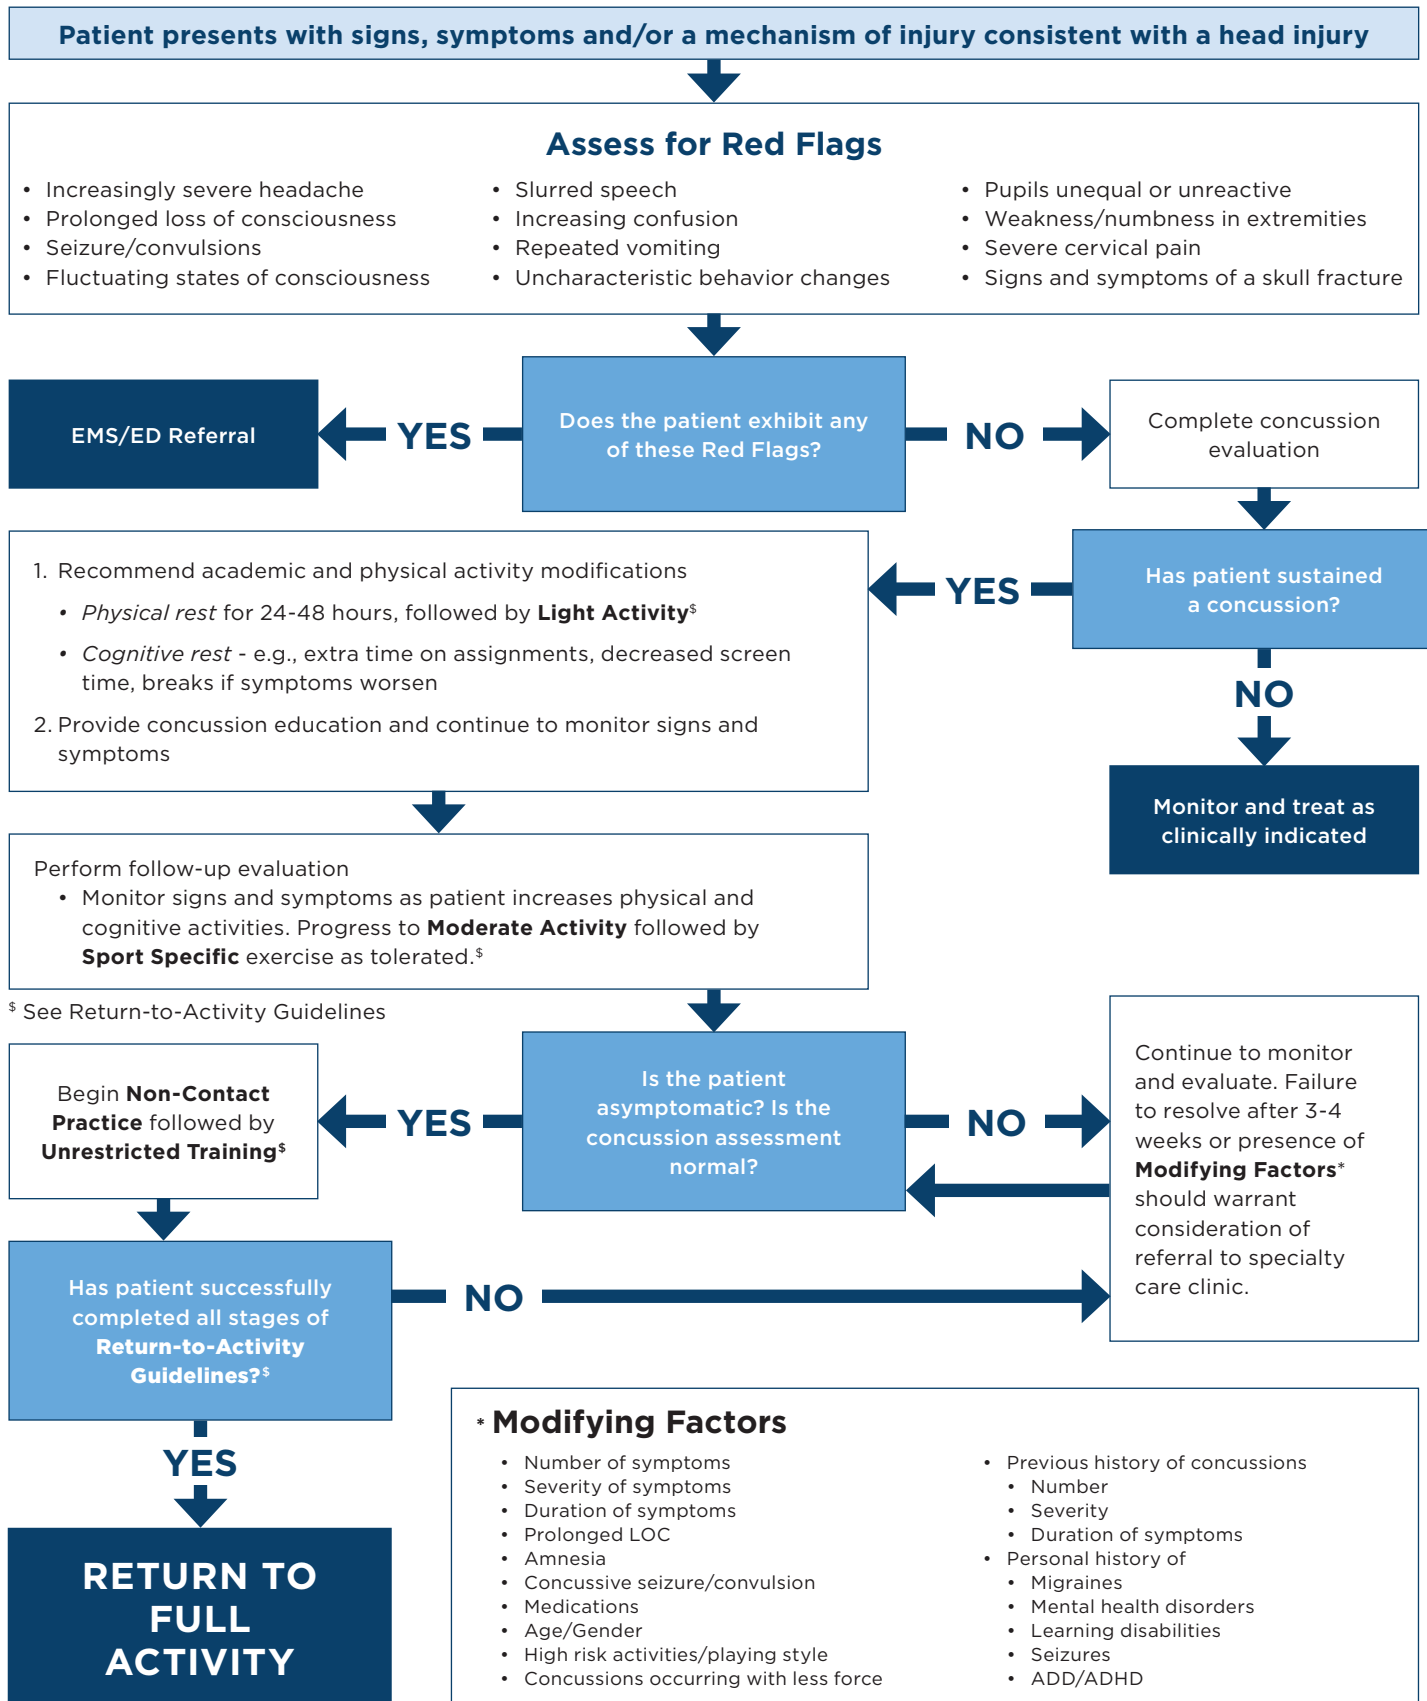 Patient presents with signs, symptoms and/or a mechanism of injury consistent with a head injury
Assess for Red Flags
• Increasingly severe headache
• Prolonged loss of consciousness
• Seizure/convulsions
• Fluctuating states of consciousness
• Slurred speech
• Increasing confusion
• Repeated vomiting
• Uncharacteristic behavior changes
• Pupils unequal or unreactive
• Weakness/numbness in extremities
• Severe cervical pain
• Signs and symptoms of a skull fracture
Does the patient exhibit any
of these Red Flags?
YES
EMS/ED Referral
NO
Complete concussion
evaluation
Has patient sustained
a concussion?
YES
NO
Monitor and treat as
clinically indicated
1. Recommend academic and physical activity modifications
• Physical rest for 24-48 hours, followed by Light Activity$
• Cognitive rest - e.g., extra time on assignments, decreased screen
time, breaks if symptoms worsen
2. Provide concussion education and continue to monitor signs and
symptoms
Perform follow-up evaluation
• Monitor signs and symptoms as patient increases physical and
cognitive activities. Progress to Moderate Activity followed by
Sport Specific exercise as tolerated.$
$ See Return-to-Activity Guidelines
Is the patient
asymptomatic? Is the
concussion assessment
normal?
YES
Begin Non-Contact
Practice followed by
Unrestricted Training$
NO
Continue to monitor
and evaluate. Failure
to resolve after 3-4
weeks or presence of
Modifying Factors*
should warrant
consideration of
referral to specialty
care clinic.
Has patient successfully
completed all stages of
Return-to-Activity
Guidelines?$
NO
YES
RETURN TO
FULL
ACTIVITY
* Modifying Factors
• Number of symptoms
• Severity of symptoms
• Duration of symptoms
• Prolonged LOC
• Amnesia
• Concussive seizure/convulsion
• Medications
• Age/Gender
• High risk activities/playing style
• Concussions occurring with less force
• Previous history of concussions
• Number
• Severity
• Duration of symptoms
• Personal history of
• Migraines
• Mental health disorders
• Learning disabilities
• Seizures
• ADD/ADHD